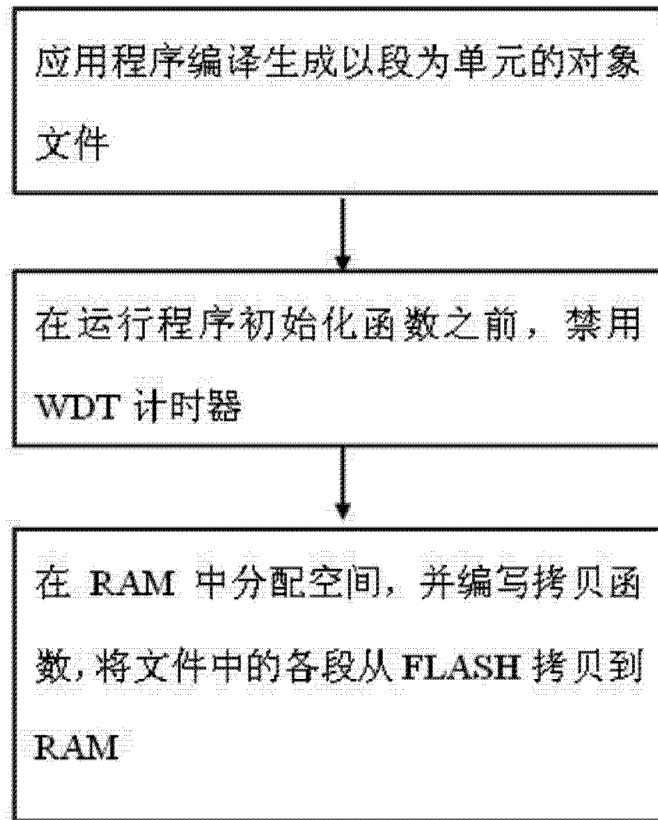 应用程序编译生成以段为单元的对象
文件
在运行程序初始化函数之前，禁用
WDT 计时器
在 RAM 中分配空间，并编写拷贝函
数，将文件中的各段从 FLASH 拷贝到
RAM